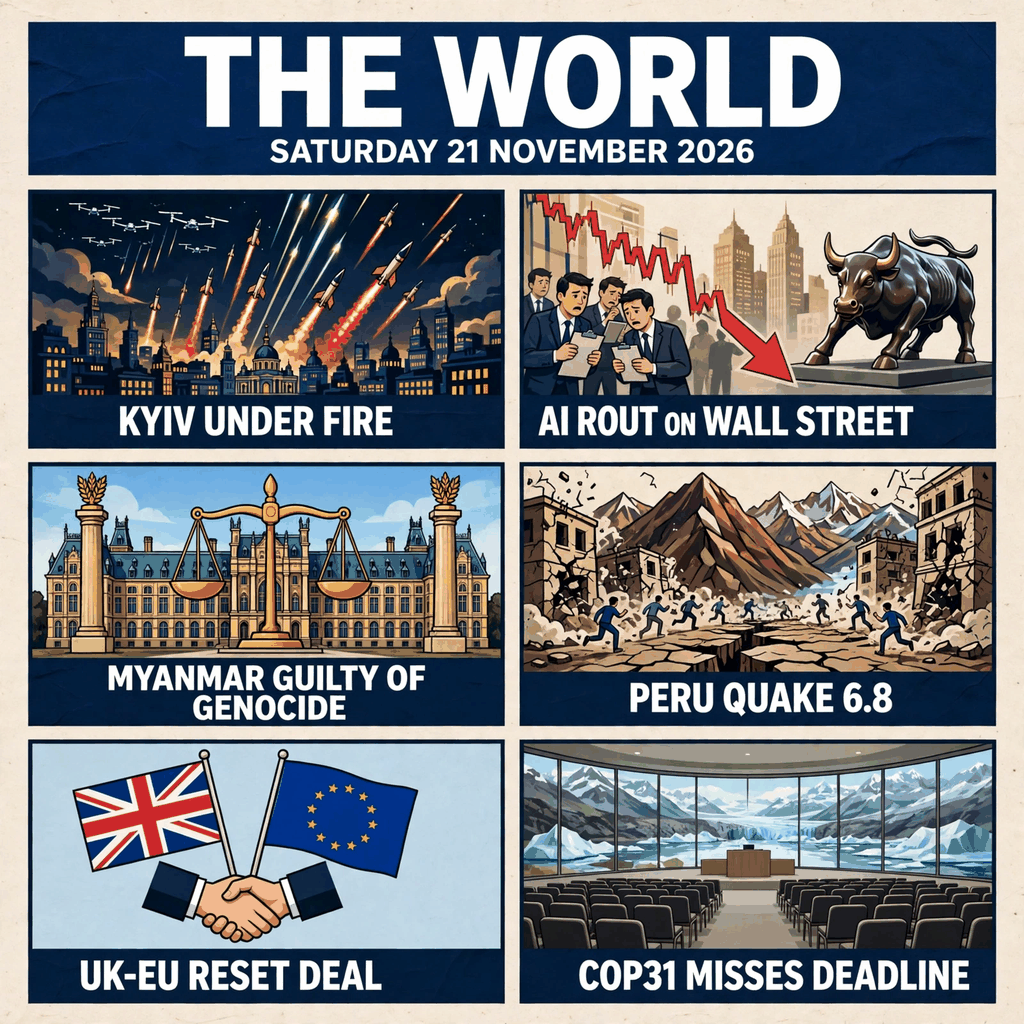 THE WORLD
SATURDAY 21 NOVEMBER 2026
KYIV UNDER FIRE
AI ROUT ON WALL STREET
MYANMAR GUILTY OF
GENOCIDE
PERU QUAKE 6.8
UK-EU RESET DEAL
COP31 MISSES DEADLINE